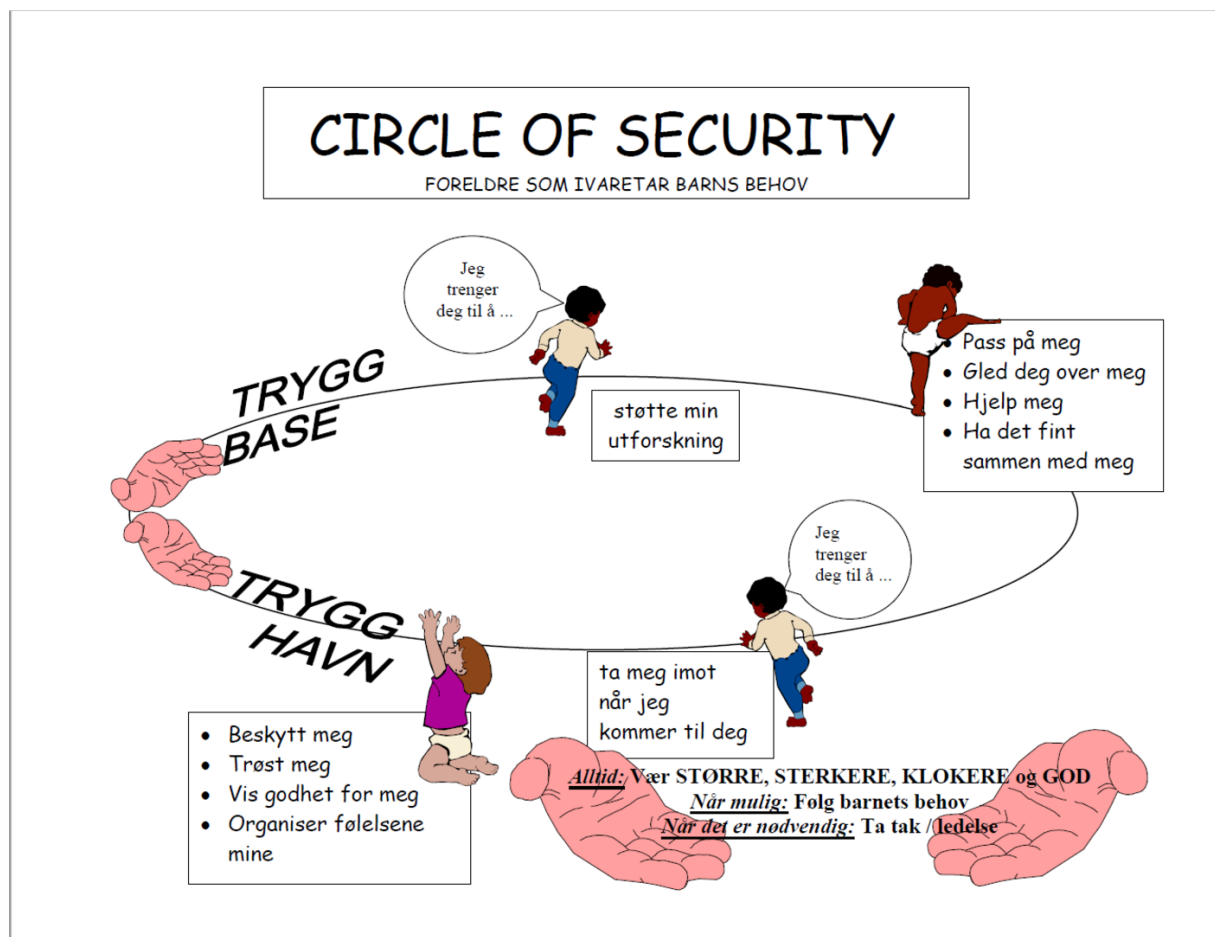 CIRCLE OF SECURITY
FORELDRE SOM IVARETAR BARNS BEHOV
Jeg
trenger
deg til å ...
TRYGG
BASE
støtte min
utforskning
• Pass på meg
• Gled deg over meg
• Hjelp meg
• Ha det fint
sammen med meg
Jeg
trenger
deg til å ...
TRYGG
HAVN
ta meg imot
når jeg
kommer til deg
• Beskytt meg
• Trøst meg
• Vis godhet for meg
• Organiser følelsene
mine
Alltid: Vær STØRRE, STERKERE, KLOKERE og GOD
Når mulig: Følg barnets behov
Når det er nødvendig: Ta tak / ledelse